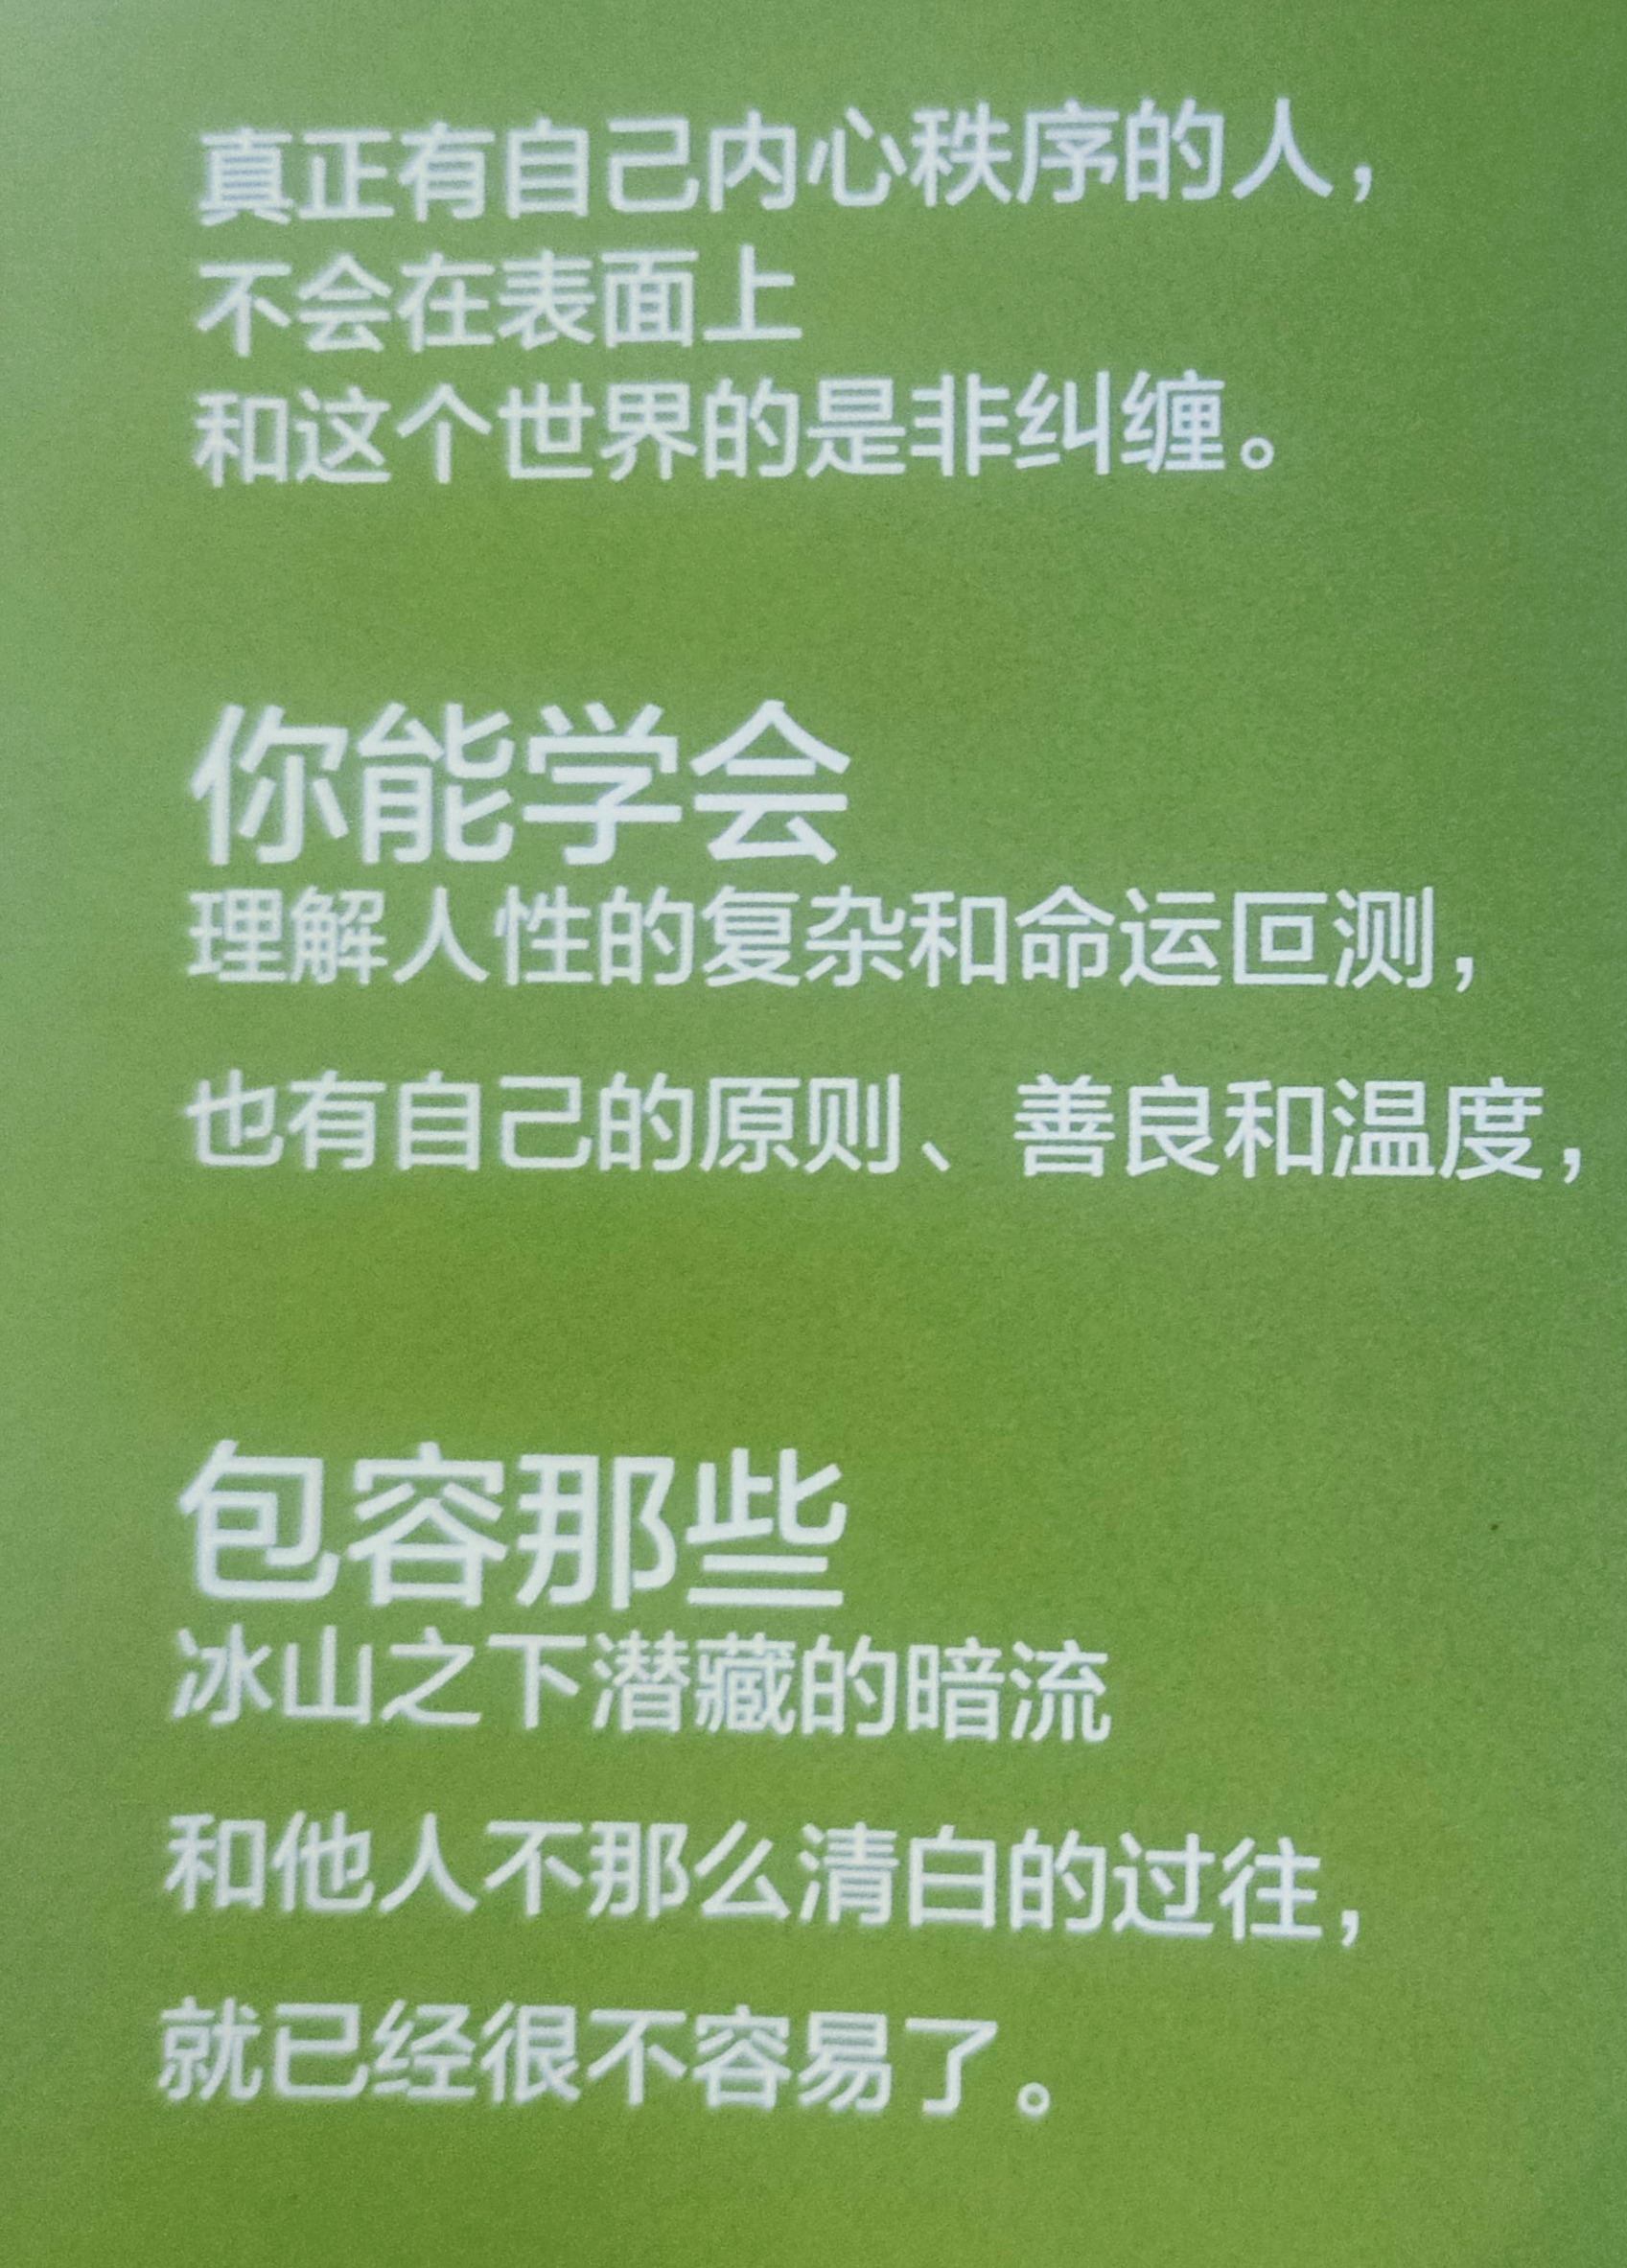 真正有自己内心秩序的人，
不会在表面上
和这个世界的是非纠缠。
你能学会
理解人性的复杂和命运叵测，
也有自己的原则、善良和温度，
包容那些
冰山之下潜藏的暗流
和他人不那么清白的过往，
就已经很不容易了。